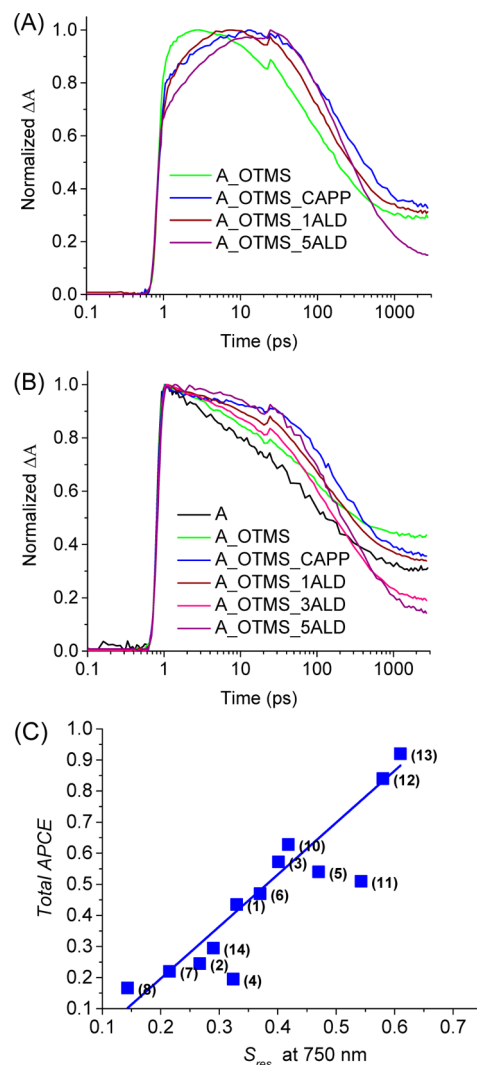 (A)
1.0
0.8
0.6
0.4
0.2
0.0
Normalized ΔA
A_OTMS
A_OTMS_CAPP
A_OTMS_1ALD
A_OTMS_5ALD
0.1 1 10 100 1000
Time (ps)
(B)
1.0
0.8
0.6
0.4
0.2
0.0
Normalized ΔA
A
A_OTMS
A_OTMS_CAPP
A_OTMS_1ALD
A_OTMS_3ALD
A_OTMS_5ALD
0.1 1 10 100 1000
Time (ps)
(C)
1.0
0.9
0.8
0.7
0.6
0.5
0.4
0.3
0.2
0.1
Total APCE
(13)
(12)
(10)
(3)
(5)
(11)
(6)
(1)
(14)
(2)
(7)
(4)
(8)
0.1 0.2 0.3 0.4 0.5 0.6 0.7
Sres at 750 nm